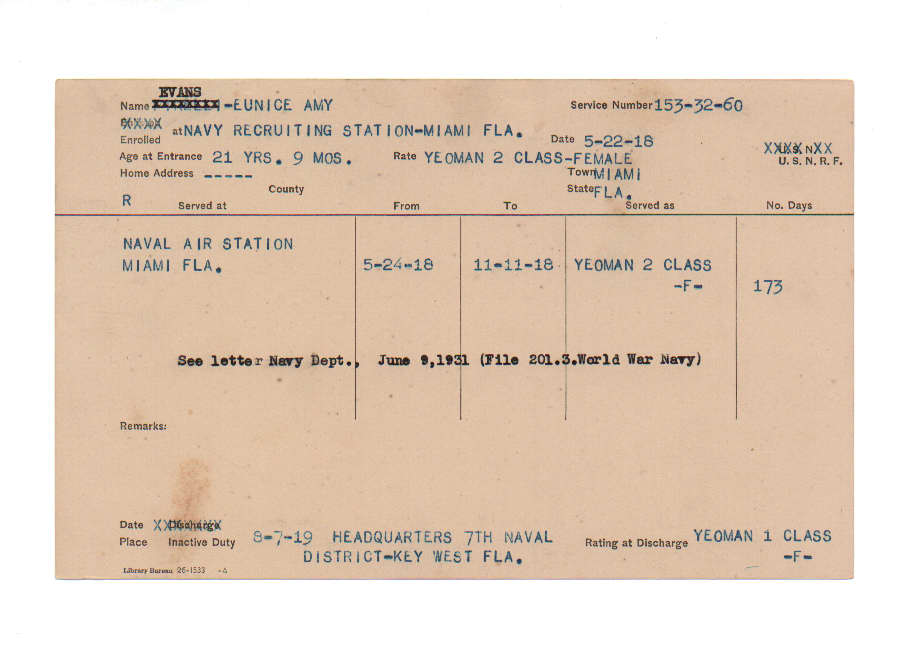 EVANS
Name -EUNICE AMY Service Number 153-32-60
Enrolled at NAVY RECRUITING STATION-MIAMI FLA. Date 5-22-18
Age at Entrance 21 YRS. 9 MOS. Rate YEOMAN 2 CLASS-FEMALE U. S. N. R. F.
Home Address ----- Town MIAMI
County State FLA.
R Served at From To Served as No. Days
NAVAL AIR STATION
MIAMI FLA. 5-24-18 11-11-18 YEOMAN 2 CLASS
-F- 173
See letter Navy Dept., June 9,1931 (File 201.3.World War Navy)
Remarks:
Date Discharge
Place Inactive Duty 8-7-19 HEADQUARTERS 7TH NAVAL Rating at Discharge YEOMAN 1 CLASS
DISTRICT-KEY WEST FLA. -F-
Library Bureau 26-1533